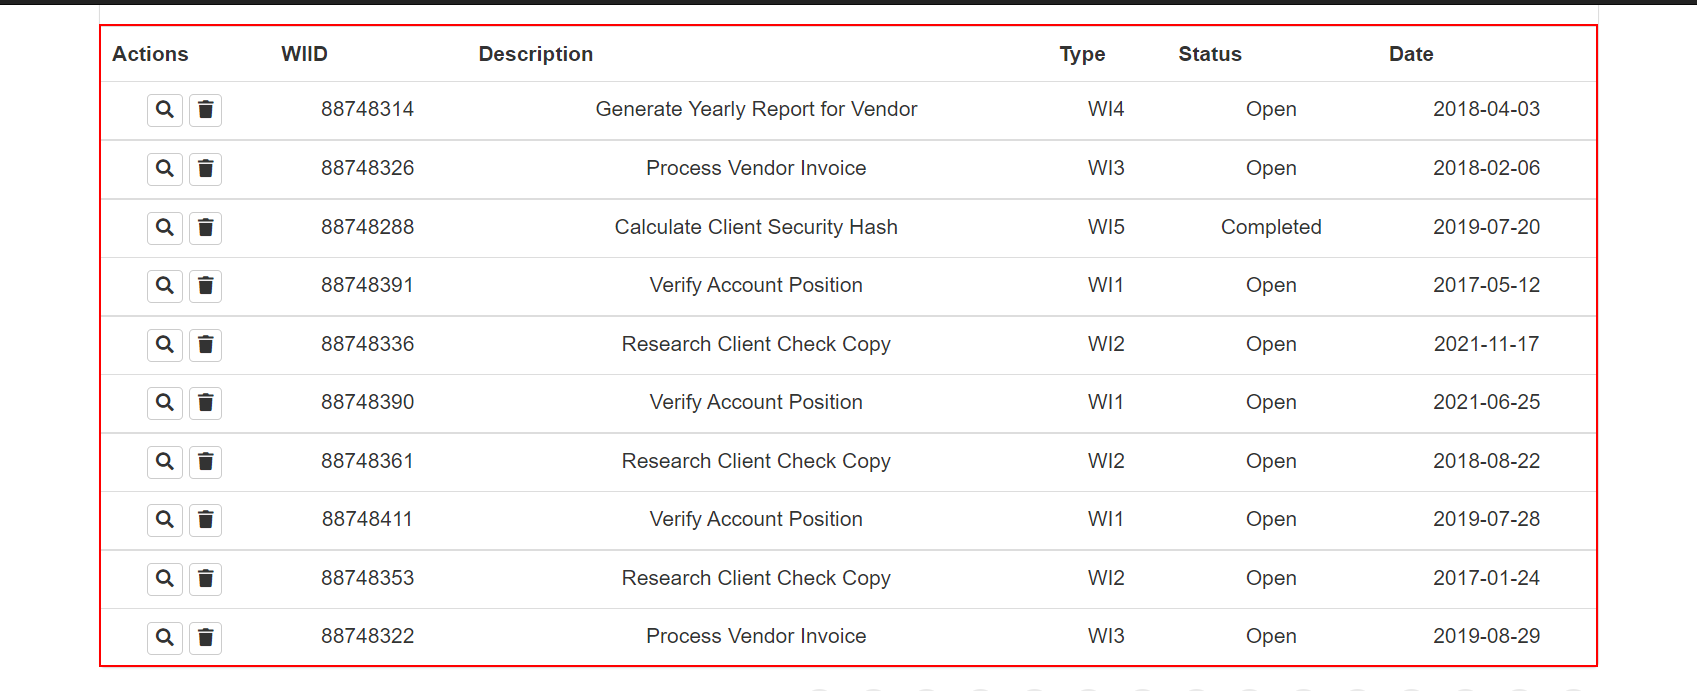 Actions WIID Description Type Status Date
88748314 Generate Yearly Report for Vendor WI4 Open 2018-04-03
88748326 Process Vendor Invoice WI3 Open 2018-02-06
88748288 Calculate Client Security Hash WI5 Completed 2019-07-20
88748391 Verify Account Position WI1 Open 2017-05-12
88748336 Research Client Check Copy WI2 Open 2021-11-17
88748390 Verify Account Position WI1 Open 2021-06-25
88748361 Research Client Check Copy WI2 Open 2018-08-22
88748411 Verify Account Position WI1 Open 2019-07-28
88748353 Research Client Check Copy WI2 Open 2017-01-24
88748322 Process Vendor Invoice WI3 Open 2019-08-29